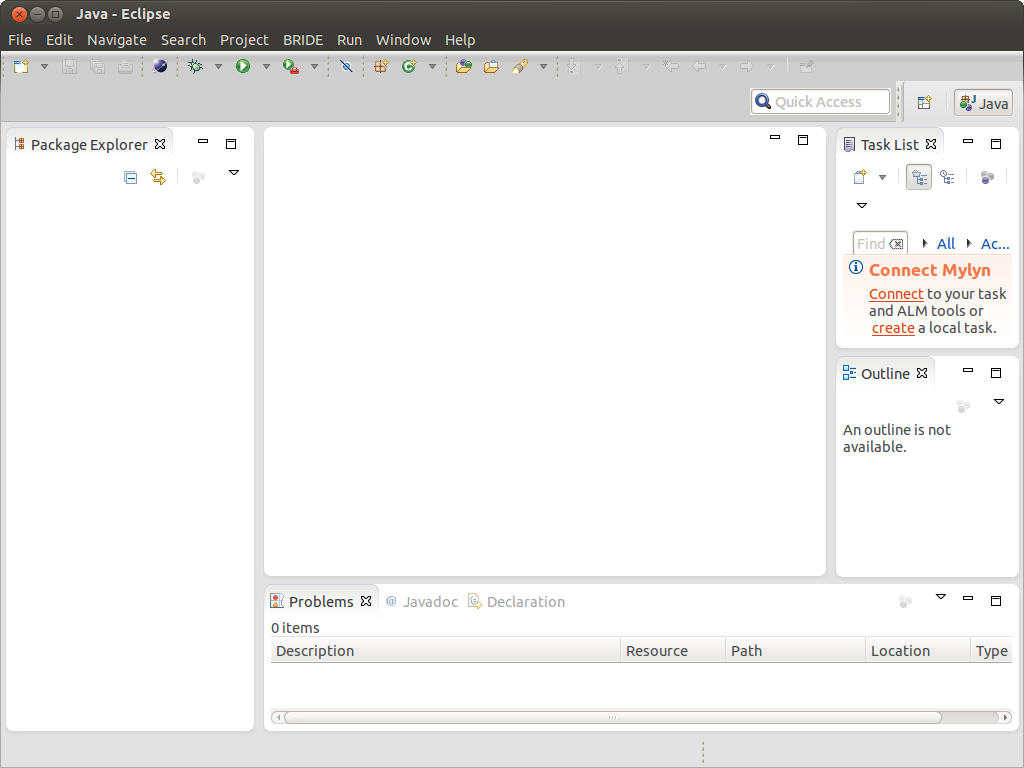 Java - Eclipse
File Edit Navigate Search Project BRIDE Run Window Help
Quick Access
Java
Package Explorer
Task List
Find All Ac...
Connect Mylyn
Connect to your task
and ALM tools or
create a local task.
Outline
An outline is not
available.
Problems @ Javadoc Declaration
0 items
Description Resource Path Location Type